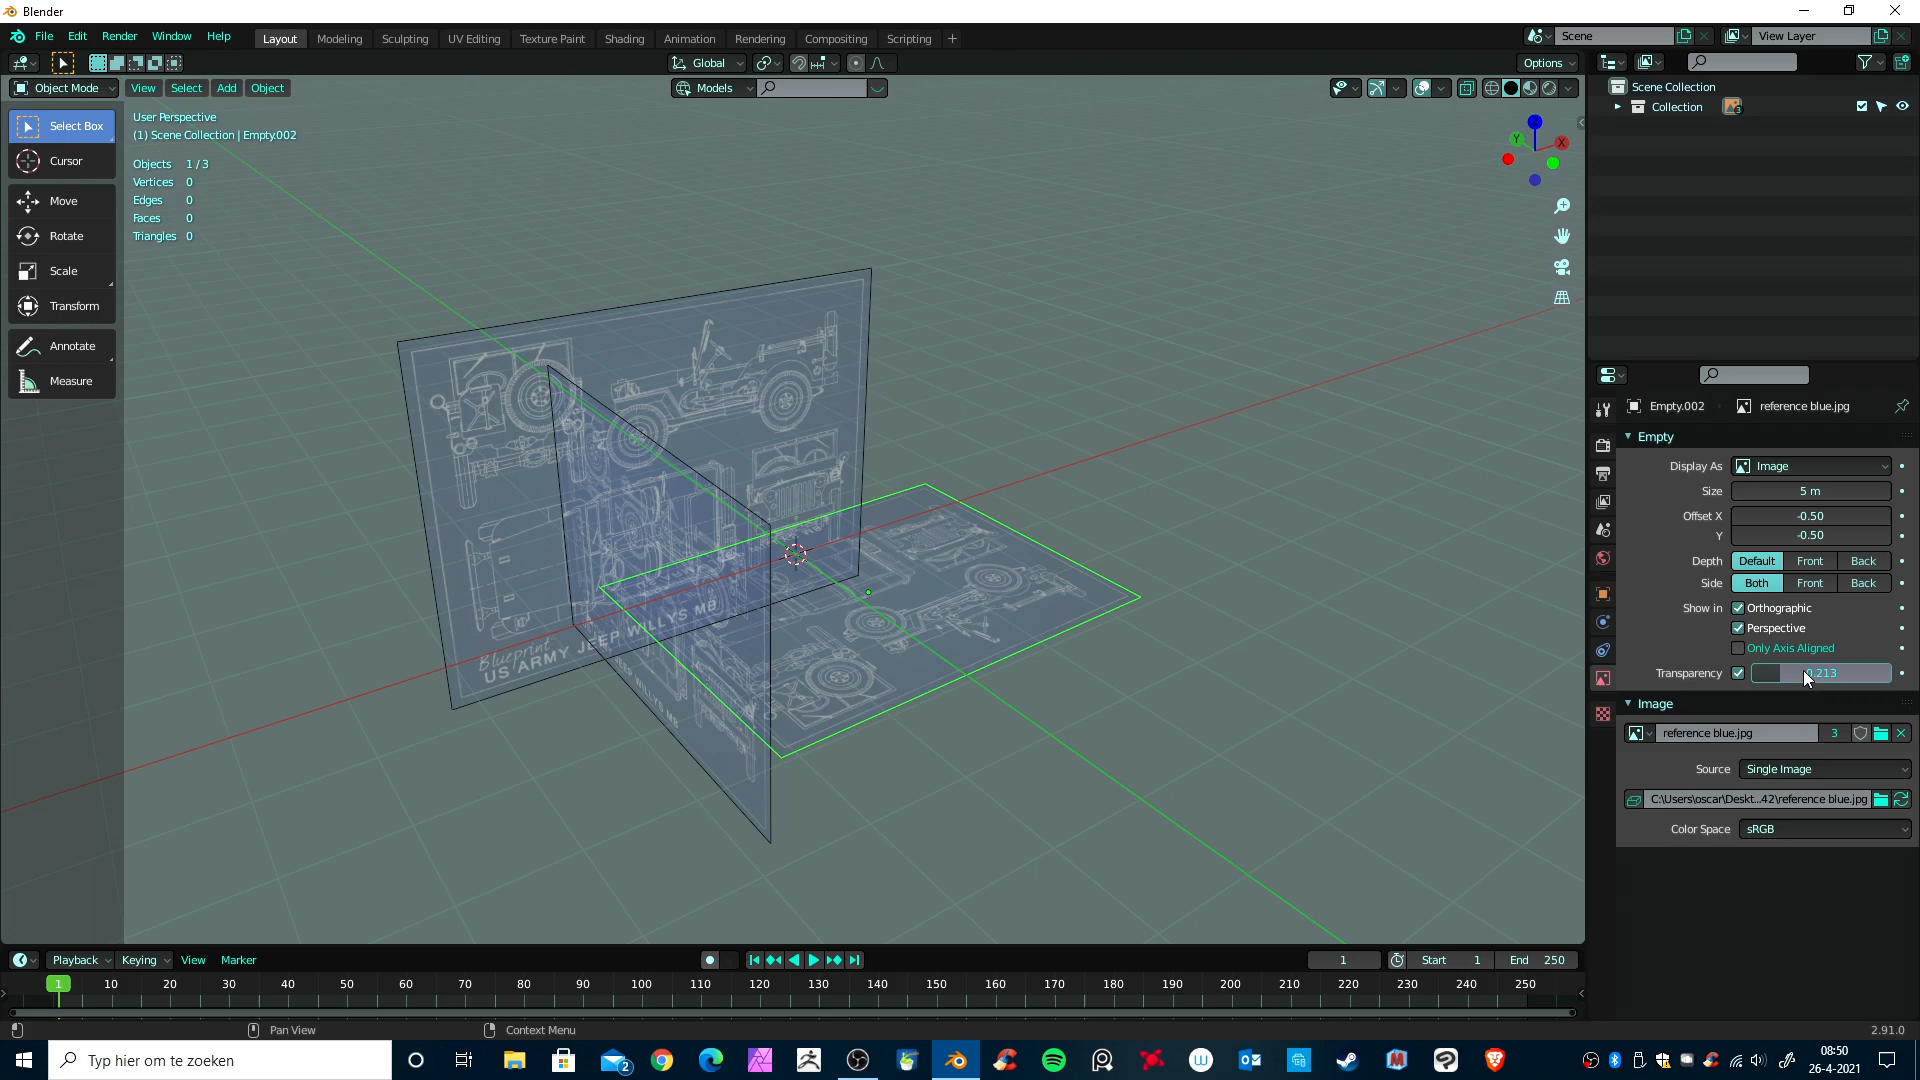 Blender
File Edit Render Window Help
Layout Modeling Sculpting UV Editing Texture Paint Shading Animation Rendering Compositing Scripting +
Scene
View Layer
Global
Options
Object Mode View Select Add Object
Models
Scene Collection
Collection 3
Select Box
Cursor
Move
Rotate
Scale
Transform
Annotate
Measure
User Perspective
(1) Scene Collection | Empty.002
Objects 1/3
Vertices 0
Edges 0
Faces 0
Triangles 0
Y X
Blueprint
US ARMY JEEP WILLYS MB
JEEP WILLYS MB
Empty.002 reference blue.jpg
Empty
Display As Image
Size 5 m
Offset X -0.50
Y -0.50
Depth Default Front Back
Side Both Front Back
Show in Orthographic
Perspective
Only Axis Aligned
Transparency 0.213
Image
reference blue.jpg 3
Source Single Image
C:\Users\oscar\Deskt...42\reference blue.jpg
Color Space sRGB
Playback Keying View Marker
1 Start 1 End 250
1 10 20 30 40 50 60 70 80 90 100 110 120 130 140 150 160 170 180 190 200 210 220 230 240 250
Pan View Context Menu 2.91.0
Typ hier om te zoeken
2
08:50
26-4-2021